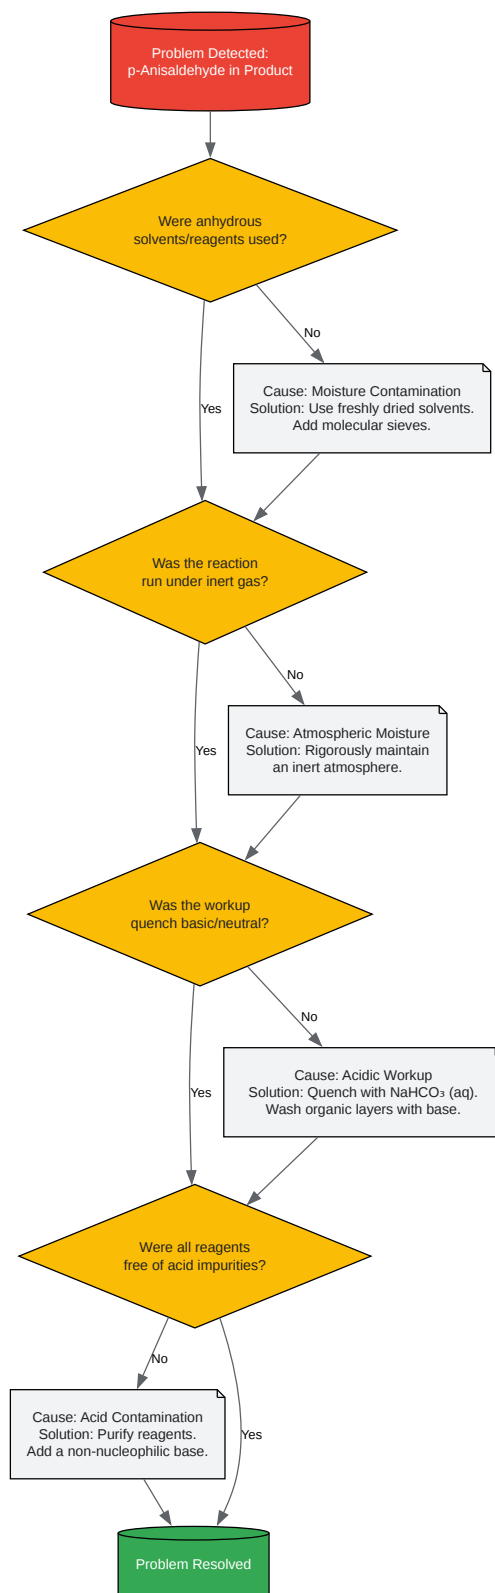 Problem Detected:
p-Anisaldehyde in Product
Were anhydrous
solvents/reagents used?
No
Cause: Moisture Contamination
Solution: Use freshly dried solvents.
Add molecular sieves.
Yes
Was the reaction
run under inert gas?
No
Cause: Atmospheric Moisture
Solution: Rigorously maintain
an inert atmosphere.
Yes
Was the workup
quench basic/neutral?
No
Cause: Acidic Workup
Solution: Quench with NaHCO₃ (aq).
Wash organic layers with base.
Yes
Were all reagents
free of acid impurities?
No
Cause: Acid Contamination
Solution: Purify reagents.
Add a non-nucleophilic base.
Yes
Problem Resolved